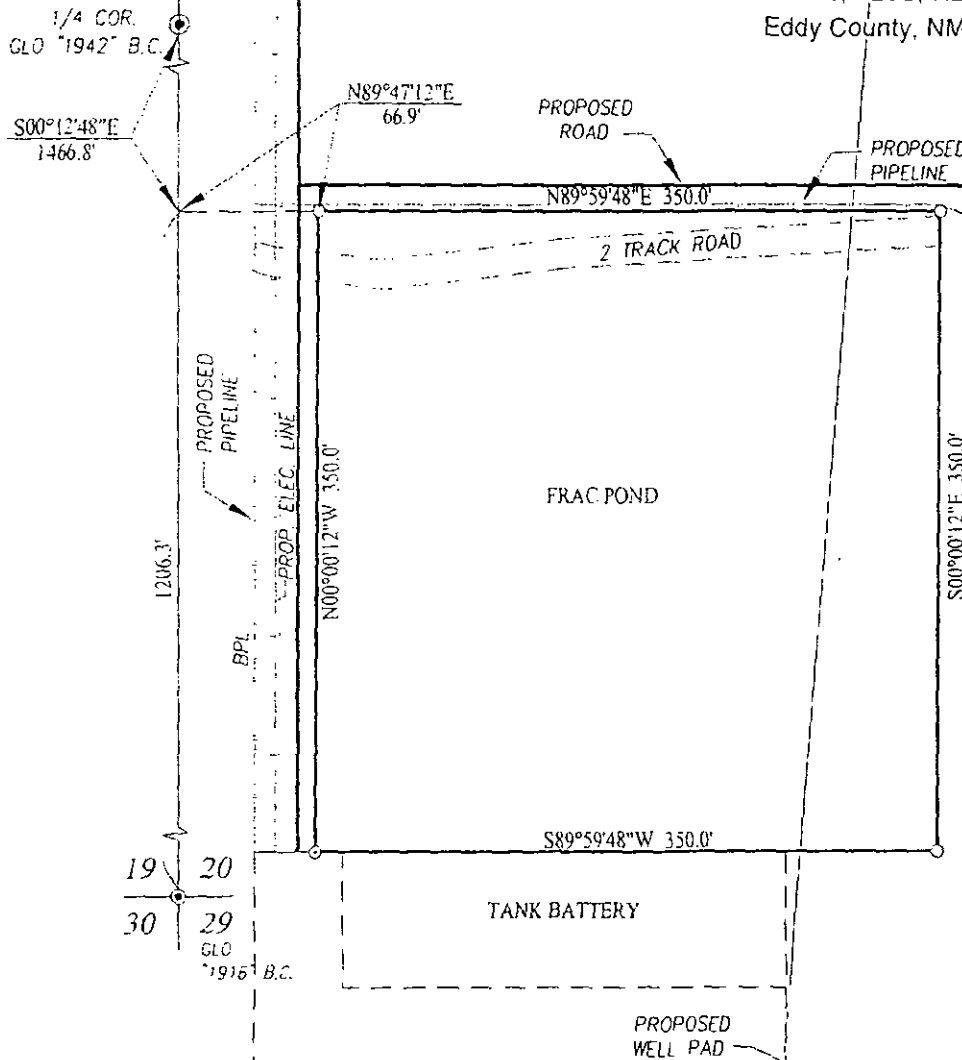 Eddy County, NM
1/4 COR.
GLO "1942" B.C.
N89°47'12"E
66.9'
S00°12'48"E
1466.8'
PROPOSED
ROAD
PROPOSED
PIPELINE
N89°59'48"E 350.0'
2 TRACK ROAD
PROPOSED
PIPELINE
PROP. ELEC. LINE
N00°00'12"W 350.0'
FRAC POND
S00°00'12"E 350.0'
1206.3'
BPL
S89°59'48"W 350.0'
19 20
30 29
GLO
"1916" B.C.
TANK BATTERY
PROPOSED
WELL PAD